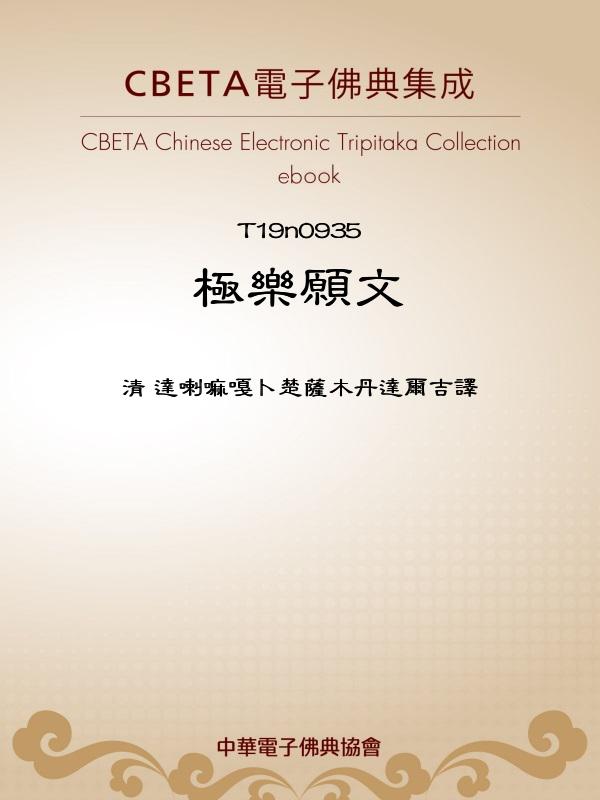 CBETA電子佛典集成
CBETA Chinese Electronic Tripitaka Collection
ebook
T19n0935
極樂願文
清 達喇嘛嘎卜楚薩木丹達爾吉譯
中華電子佛典協會